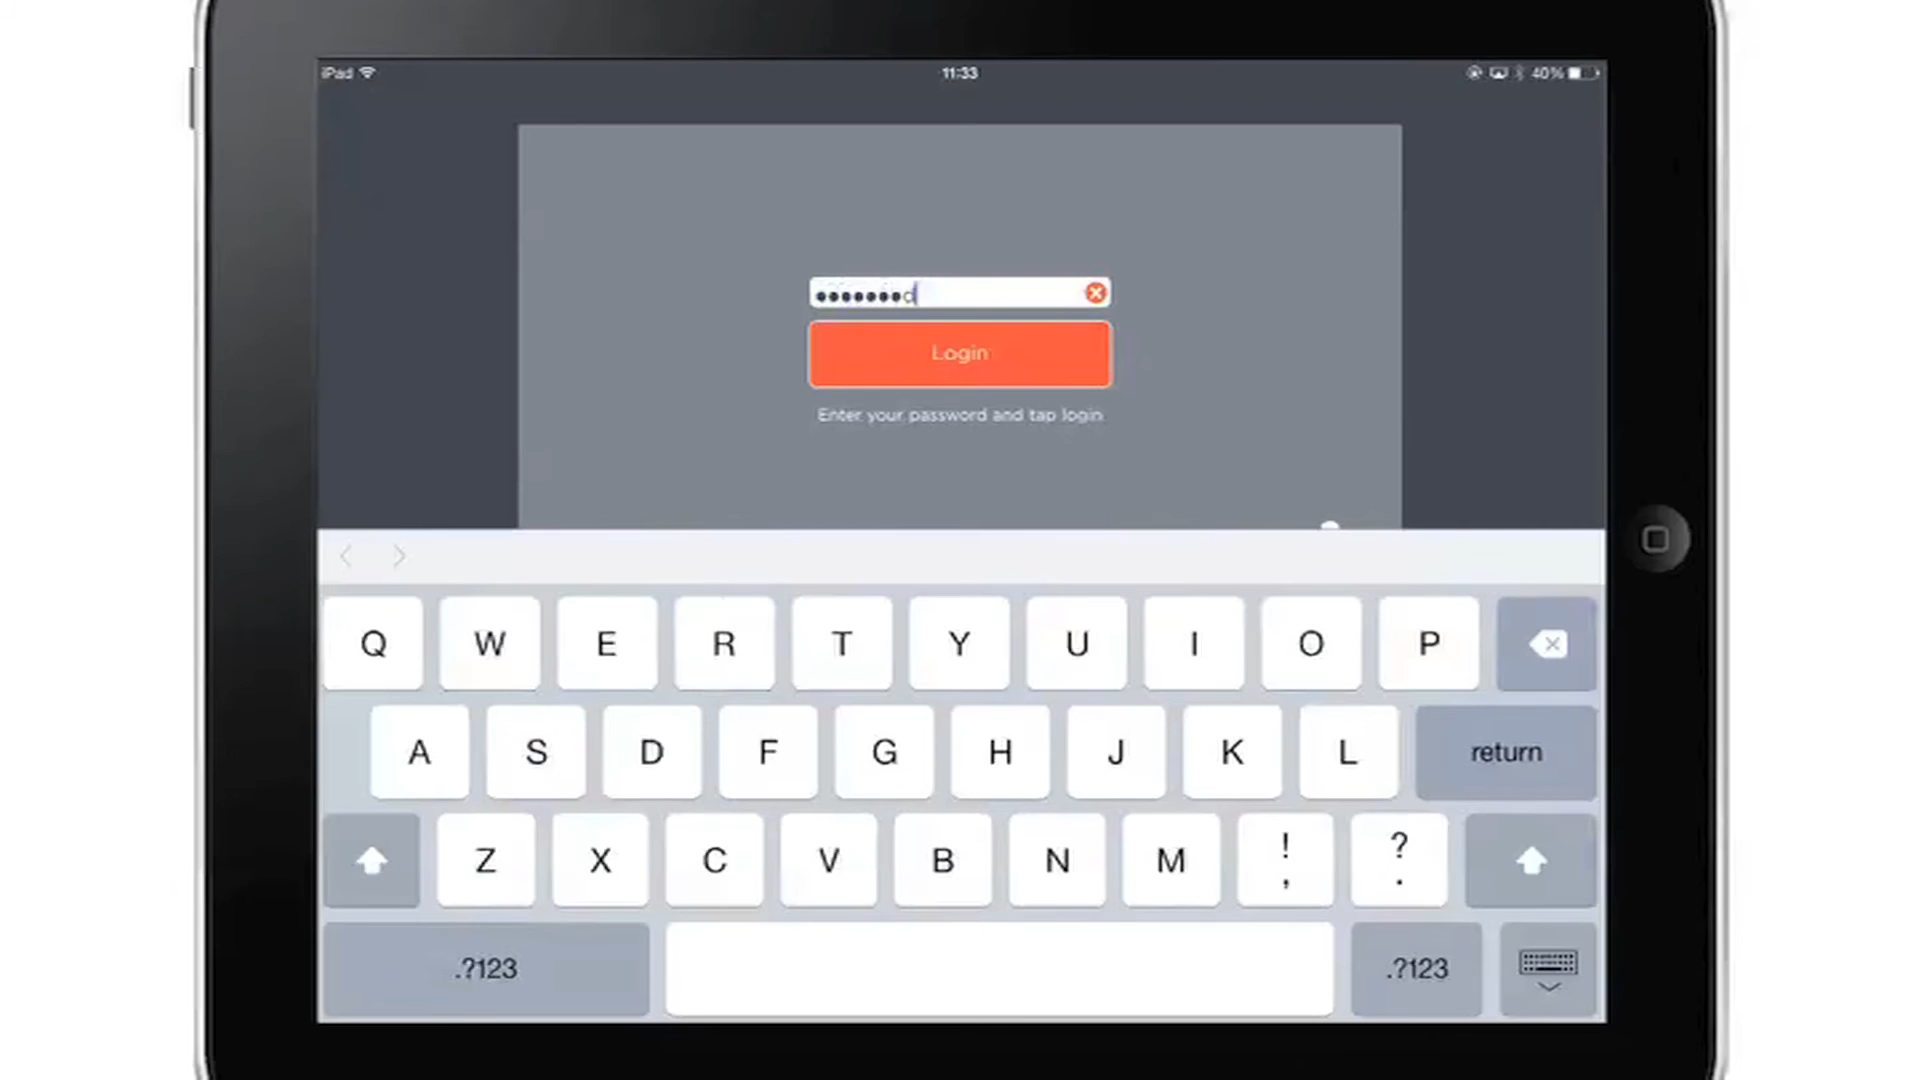 iPad 11:33 40%
•••••••d
Login
Enter your password and tap login
Q W E R T Y U I O P
A S D F G H J K L return
Z X C V B N M ! , ? .
.?123 .?123